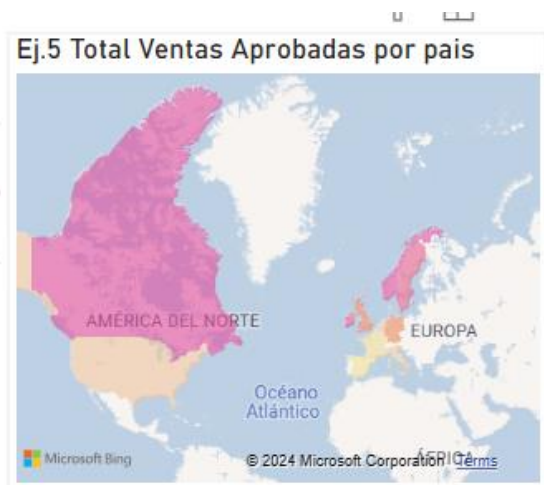 Ej.5 Total Ventas Aprobadas por pais
AMÉRICA DEL NORTE
EUROPA
Océano
Atlántico
ÁFRICA
Microsoft Bing
© 2024 Microsoft Corporation Terms